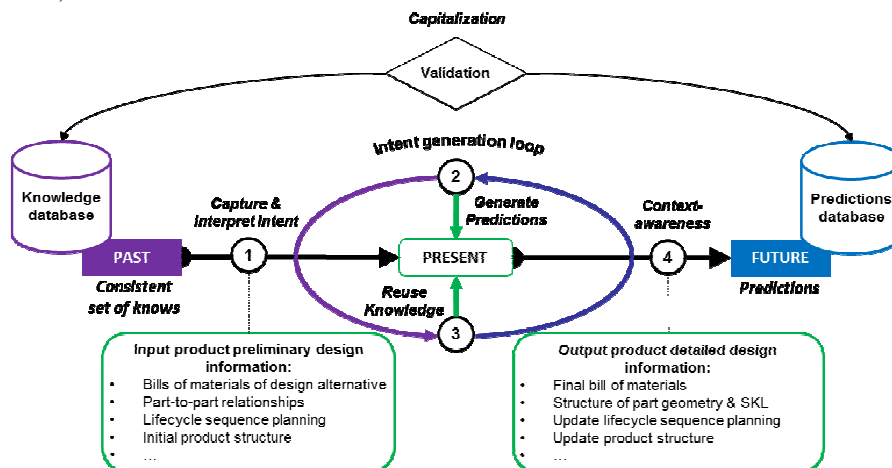 Capitalization
Validation
Knowledge
database
Predictions
database
Intent generation loop
2
Generate
Predictions
Capture &
Interpret Intent
Context-
awareness
1
4
PAST
PRESENT
FUTURE
Consistent
set of knows
Predictions
Reuse
Knowledge
3
Input product preliminary design
information:
• Bills of materials of design alternative
• Part-to-part relationships
• Lifecycle sequence planning
• Initial product structure
• ...
Output product detailed design
information:
• Final bill of materials
• Structure of part geometry & SKL
• Update lifecycle sequence planning
• Update product structure
• ...